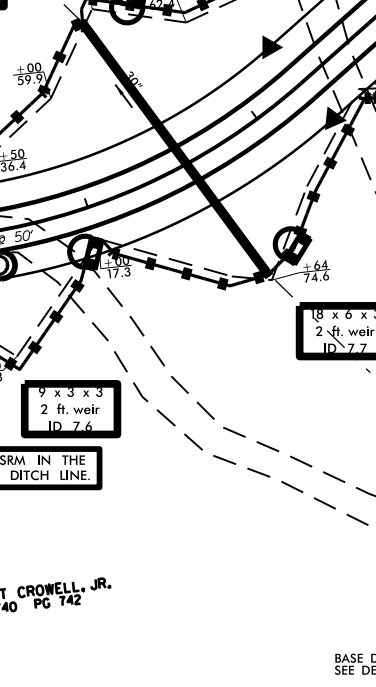 +00
59.9
30"
+50
36.4
50'
+00
17.3
+64
74.6
18 x 6 x
2 ft. weir
ID 7.7
9 x 3 x 3
2 ft. weir
ID 7.6
SRM IN THE
DITCH LINE.
T CROWELL, JR.
40 PG 742
BASE D
SEE DE